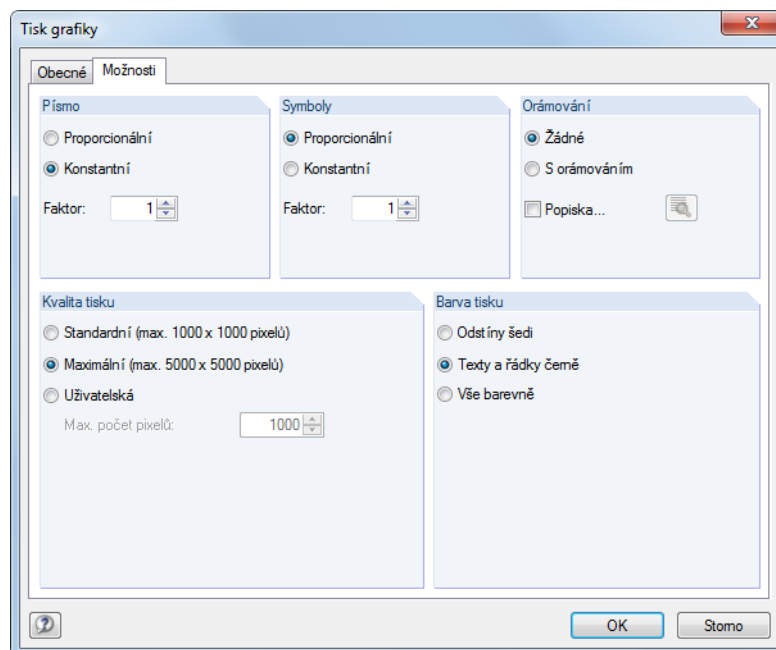 Tisk grafiky
Obecné
Možnosti
Písmo
Proporcionální
Konstantní
Faktor: 1
Symboly
Proporcionální
Konstantní
Faktor: 1
Orámování
Žádné
S orámováním
Popiska...
Kvalita tisku
Standardní (max. 1000 x 1000 pixelů)
Maximální (max. 5000 x 5000 pixelů)
Uživatelská
Max. počet pixelů: 1000
Barva tisku
Odstíny šedi
Texty a řádky černě
Vše barevně
OK
Storno